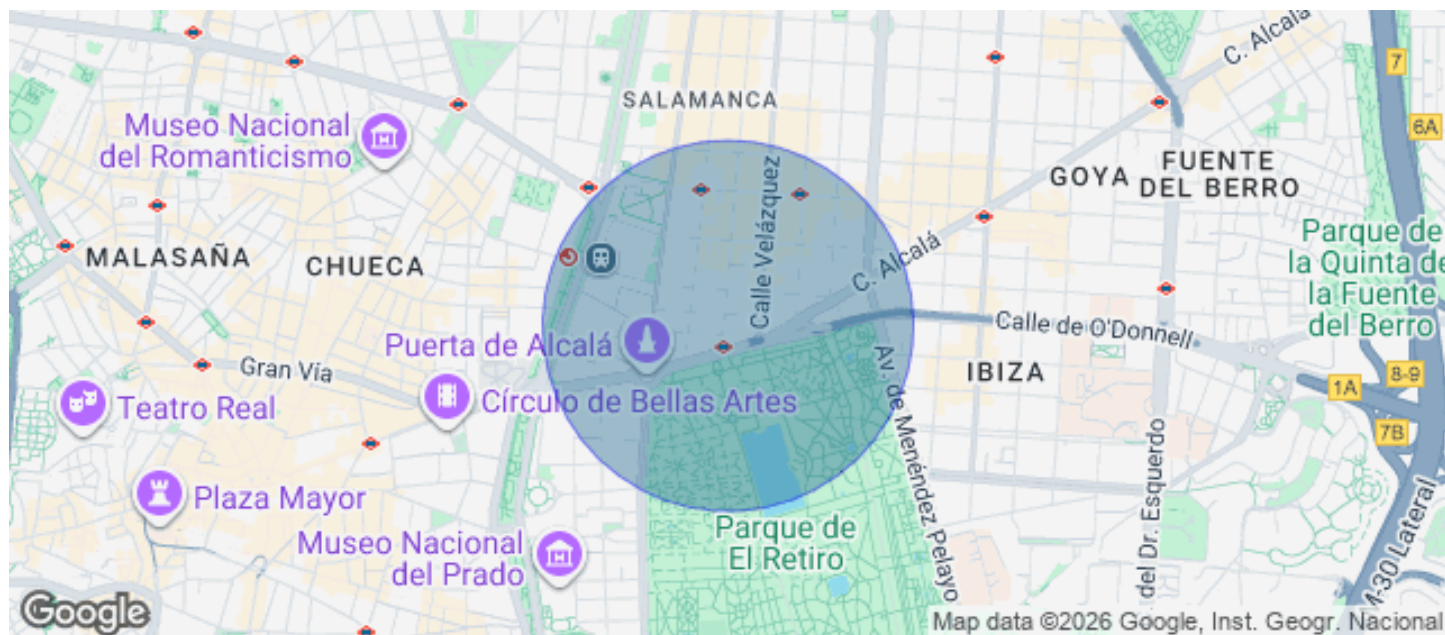 C. Alcalá
7
SALAMANCA
6A
Museo Nacional
del Romanticismo
FUENTE
DEL BERRO
GOYA
Calle Velázquez
MALASAÑA
CHUECA
C. Alcalá
Parque de
la Quinta de
la Fuente
del Berro
Calle de O'Donnell
Puerta de Alcalá
Gran Vía
IBIZA
8-9
1A
Círculo de Bellas Artes
Teatro Real
7B
Av. de Menéndez Pelayo
del Dr. Esquerdo
Plaza Mayor
M-30 Lateral
Parque de
El Retiro
Museo Nacional
del Prado
Google
Map data ©2026 Google, Inst. Geogr. Nacional